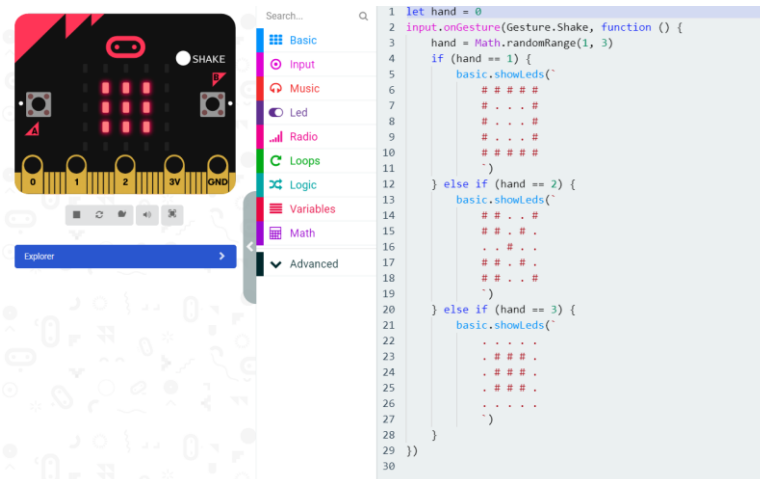 SHAKE
B
A
0 1 2 3V GND
Explorer
Search...
Basic
Input
Music
Led
Radio
Loops
Logic
Variables
Math
Advanced
1 let hand = 0
2 input.onGesture(Gesture.Shake, function () {
3     hand = Math.randomRange(1, 3)
4     if (hand == 1) {
5         basic.showLeds(`
6             # # # # #
7             # . . . #
8             # . . . #
9             # . . . #
10             # # # # #
11             `)
12     } else if (hand == 2) {
13         basic.showLeds(`
14             # # . . #
15             # # . # .
16             . . # . .
17             # # . # .
18             # # . . #
19             `)
20     } else if (hand == 3) {
21         basic.showLeds(`
22             . . . . .
23             . # # # .
24             . # # # .
25             . # # # .
26             . . . . .
27             `)
28     }
29 })
30